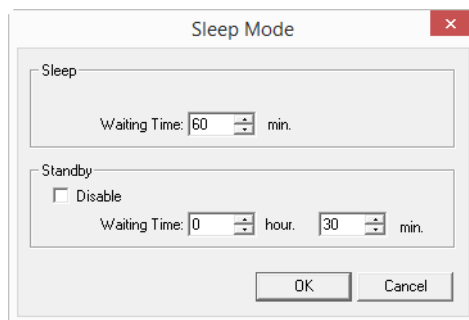 Sleep Mode
Sleep
Waiting Time: 60 min.
Standby
Disable
Waiting Time: 0 hour. 30 min.
OK Cancel